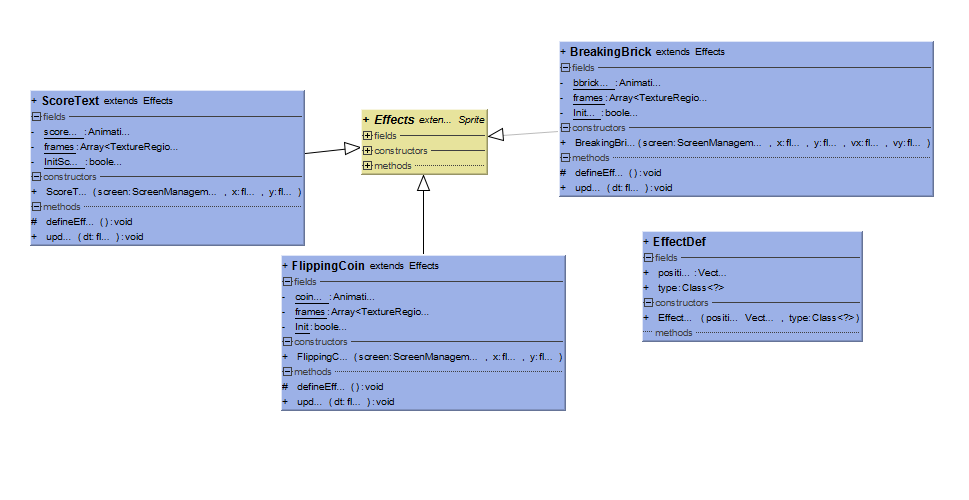 + ScoreText extends Effects
fields
- score... : Animati...
- frames : Array<TextureRegio...
- InitSc... : boole...
constructors
+ ScoreT... ( screen: ScreenManagem... , x: fl... , y: fl... )
methods
# defineEff... ( ) : void
+ upd... ( dt: fl... ) : void
+ Effects exten... Sprite
fields
constructors
methods
+ BreakingBrick extends Effects
fields
- bbrick... : Animati...
- frames : Array<TextureRegio...
- Init... : boole...
constructors
+ BreakingBri... ( screen: ScreenManagem... , x: fl... , y: fl... , vx: fl... , vy: fl... )
methods
# defineEff... ( ) : void
+ upd... ( dt: fl... ) : void
+ FlippingCoin extends Effects
fields
- coin... : Animati...
- frames : Array<TextureRegio...
- Init : boole...
constructors
+ FlippingC... ( screen: ScreenManagem... , x: fl... , y: fl... )
methods
# defineEff... ( ) : void
+ upd... ( dt: fl... ) : void
+ EffectDef
fields
+ positi... : Vect...
+ type: Class<?>
constructors
+ Effect... ( positi... Vect... , type: Class<?> )
methods